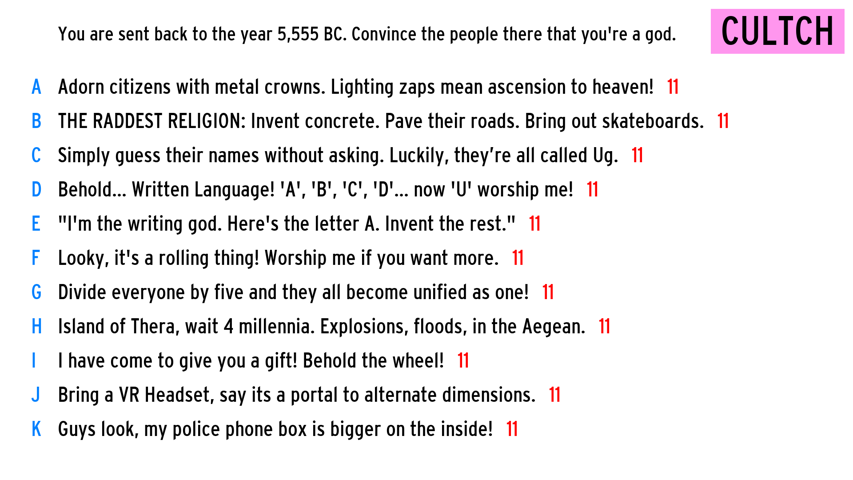 You are sent back to the year 5,555 BC. Convince the people there that you're a god.
CULTCH
A Adorn citizens with metal crowns. Lighting zaps mean ascension to heaven! 11
B THE RADDEST RELIGION: Invent concrete. Pave their roads. Bring out skateboards. 11
C Simply guess their names without asking. Luckily, they’re all called Ug. 11
D Behold... Written Language! 'A', 'B', 'C', 'D'... now 'U' worship me! 11
E "I'm the writing god. Here's the letter A. Invent the rest." 11
F Looky, it's a rolling thing! Worship me if you want more. 11
G Divide everyone by five and they all become unified as one! 11
H Island of Thera, wait 4 millennia. Explosions, floods, in the Aegean. 11
I I have come to give you a gift! Behold the wheel! 11
J Bring a VR Headset, say its a portal to alternate dimensions. 11
K Guys look, my police phone box is bigger on the inside! 11